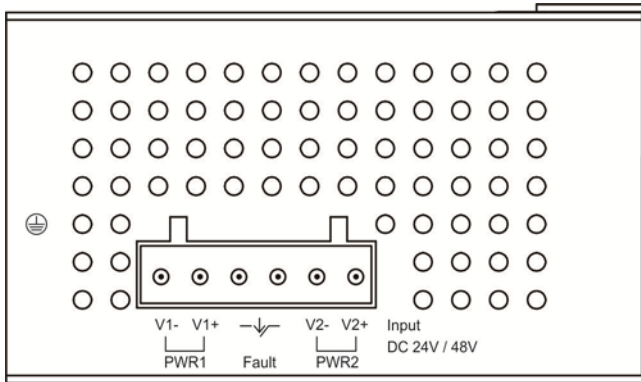 V1- V1+ V2- V2+ Input
DC 24V / 48V
PWR1 Fault PWR2